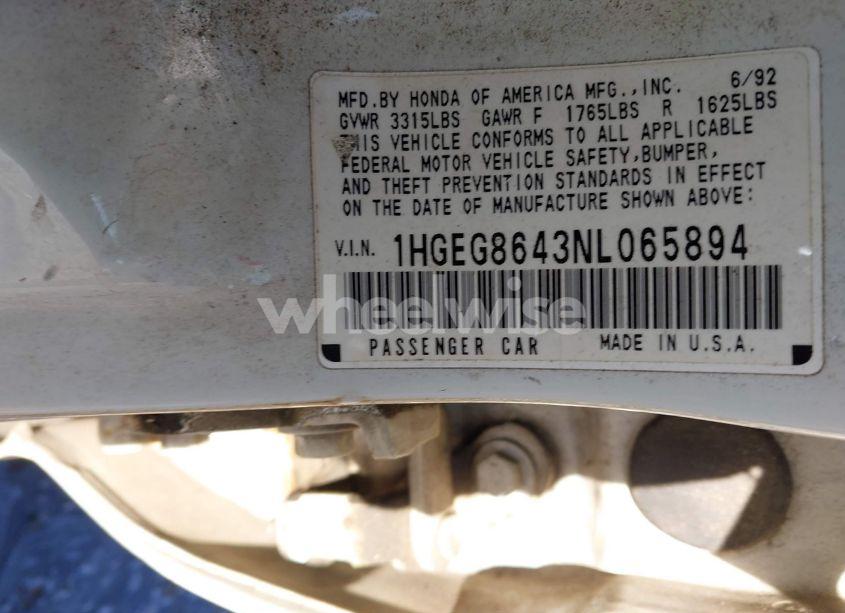 MFD.BY HONDA OF AMERICA MFG.,INC. 6/92
GVWR 3315LBS GAWR F 1765LBS R 1625LBS
THIS VEHICLE CONFORMS TO ALL APPLICABLE
FEDERAL MOTOR VEHICLE SAFETY,BUMPER,
AND THEFT PREVENTION STANDARDS IN EFFECT
ON THE DATE OF MANUFACTURE SHOWN ABOVE:
V.I.N. 1HGEG8643NL065894
wheelwise
PASSENGER CAR MADE IN U.S.A.